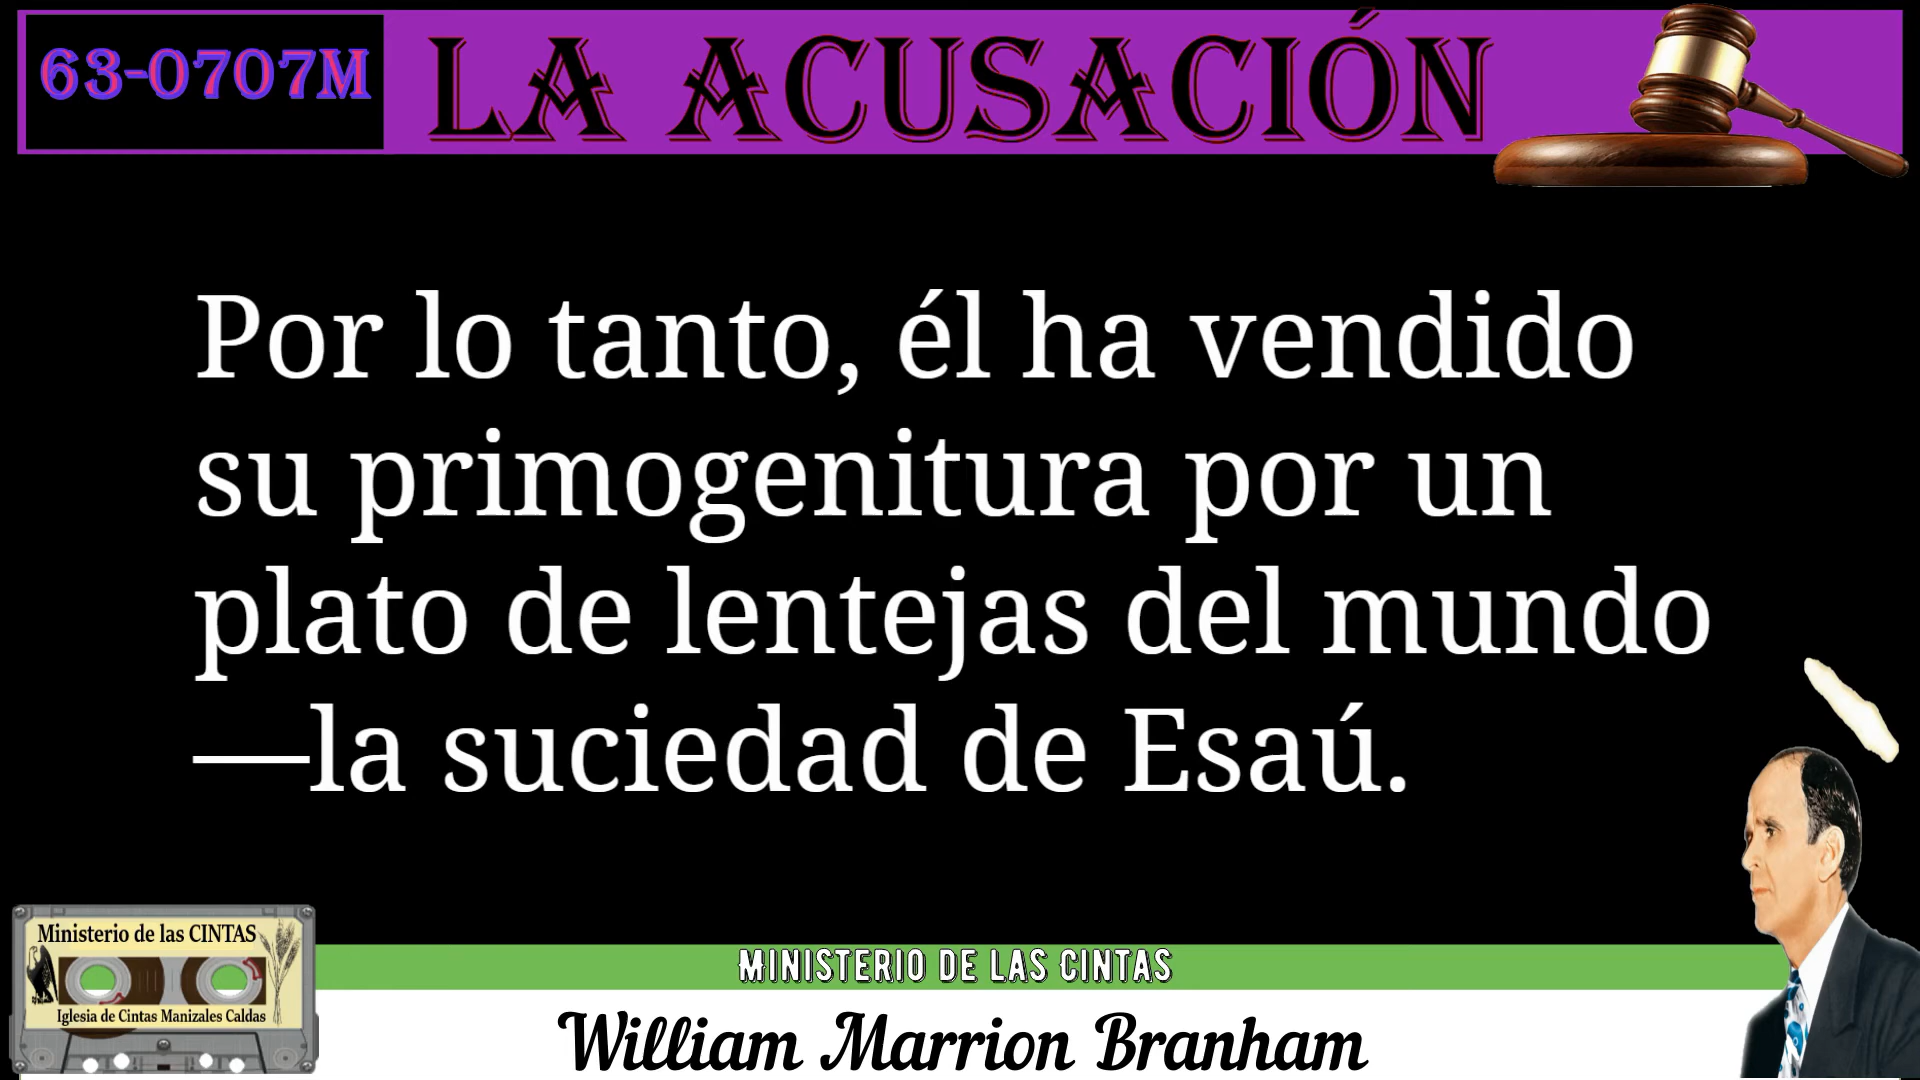 63-0707M
LA ACUSACIÓN
Por lo tanto, él ha vendido
su primogenitura por un
plato de lentejas del mundo
—la suciedad de Esaú.
Ministerio de las CINTAS
Iglesia de Cintas Manizales Caldas
MINISTERIO DE LAS CINTAS
William Marrion Branham